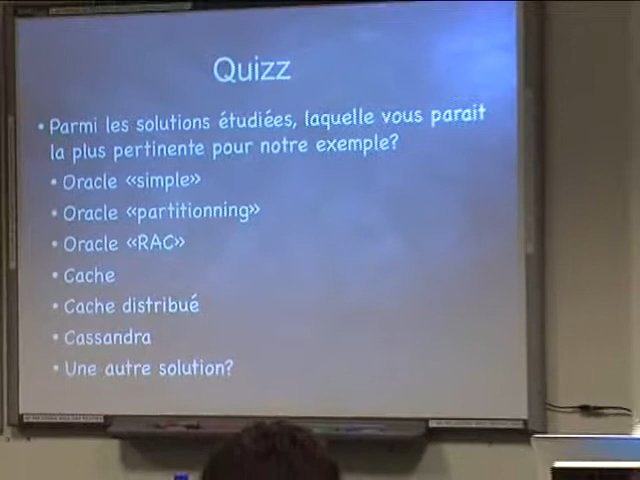 Quizz
• Parmi les solutions étudiées, laquelle vous parait
la plus pertinente pour notre exemple?
• Oracle «simple»
• Oracle «partitionning»
• Oracle «RAC»
• Cache
• Cache distribué
• Cassandra
• Une autre solution?